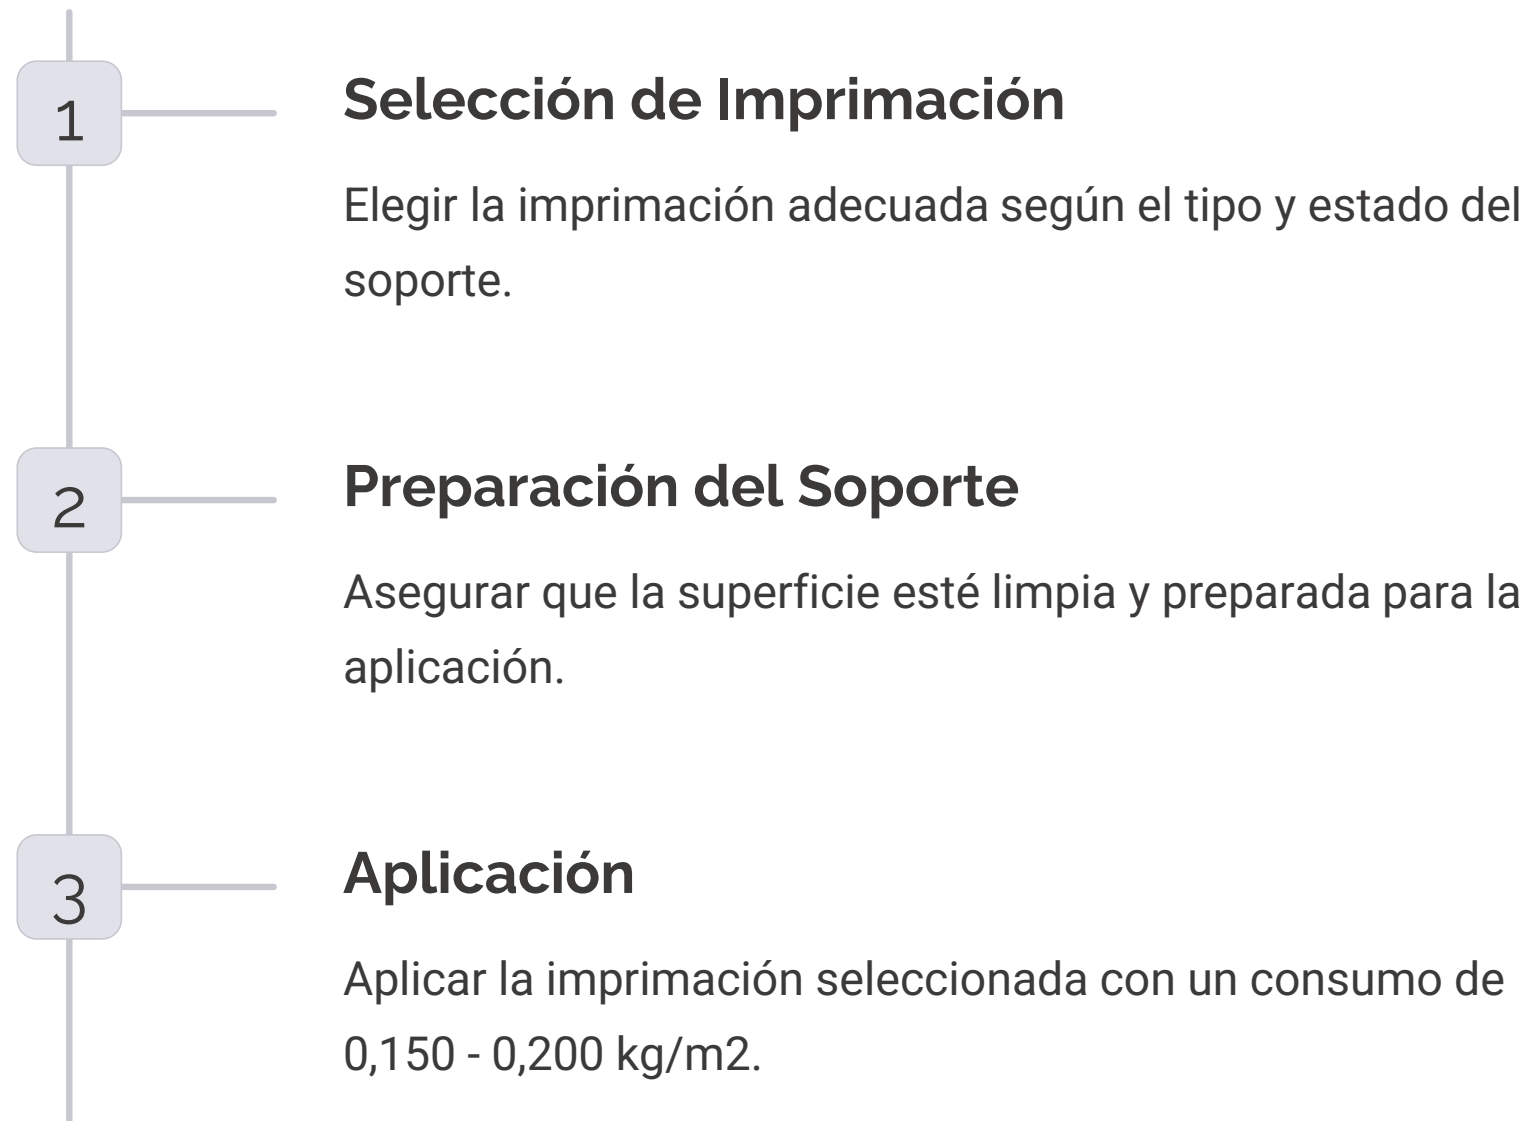 1
Selección de Imprimación
Elegir la imprimación adecuada según el tipo y estado del
soporte.
2
Preparación del Soporte
Asegurar que la superficie esté limpia y preparada para la
aplicación.
3
Aplicación
Aplicar la imprimación seleccionada con un consumo de
0,150 - 0,200 kg/m2.